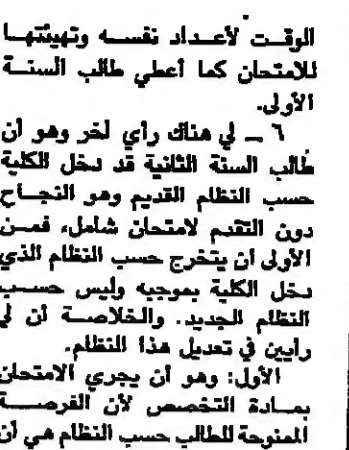 الوقت لأعداد نفسه وتهيئتها
للامتحان كما أعطي طالب السنة
الأولى.
٦ ـ لي هناك رأي لخر وهو أن
طالب السنة الثانية قد دخل الكلية
حسب النظام القديم وهو النجاح
دون التقدم لامتحان شامل، فمن
الأولى أن يتخرج حسب النظام الذي
دخل الكلية بموجبه وليس حسب
النظام الجديد. والخلاصة أن لي
رأيين في تعديل هذا النظام.
الأول: وهو أن يجري الامتحان
بمادة التخصص لأن الفرصة
الممنوحة للطالب حسب النظام هي أن